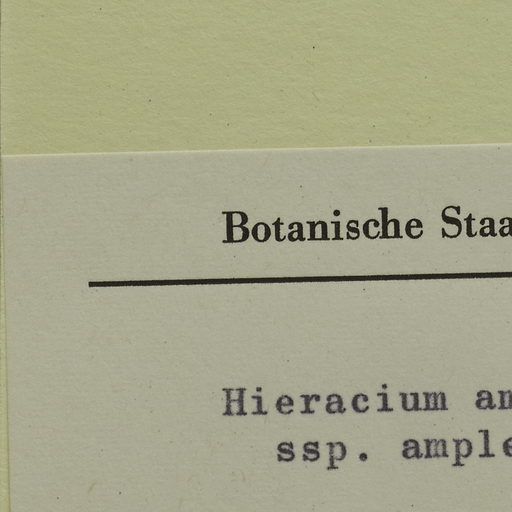 Botanische Staa
Hieracium am
ssp. ample